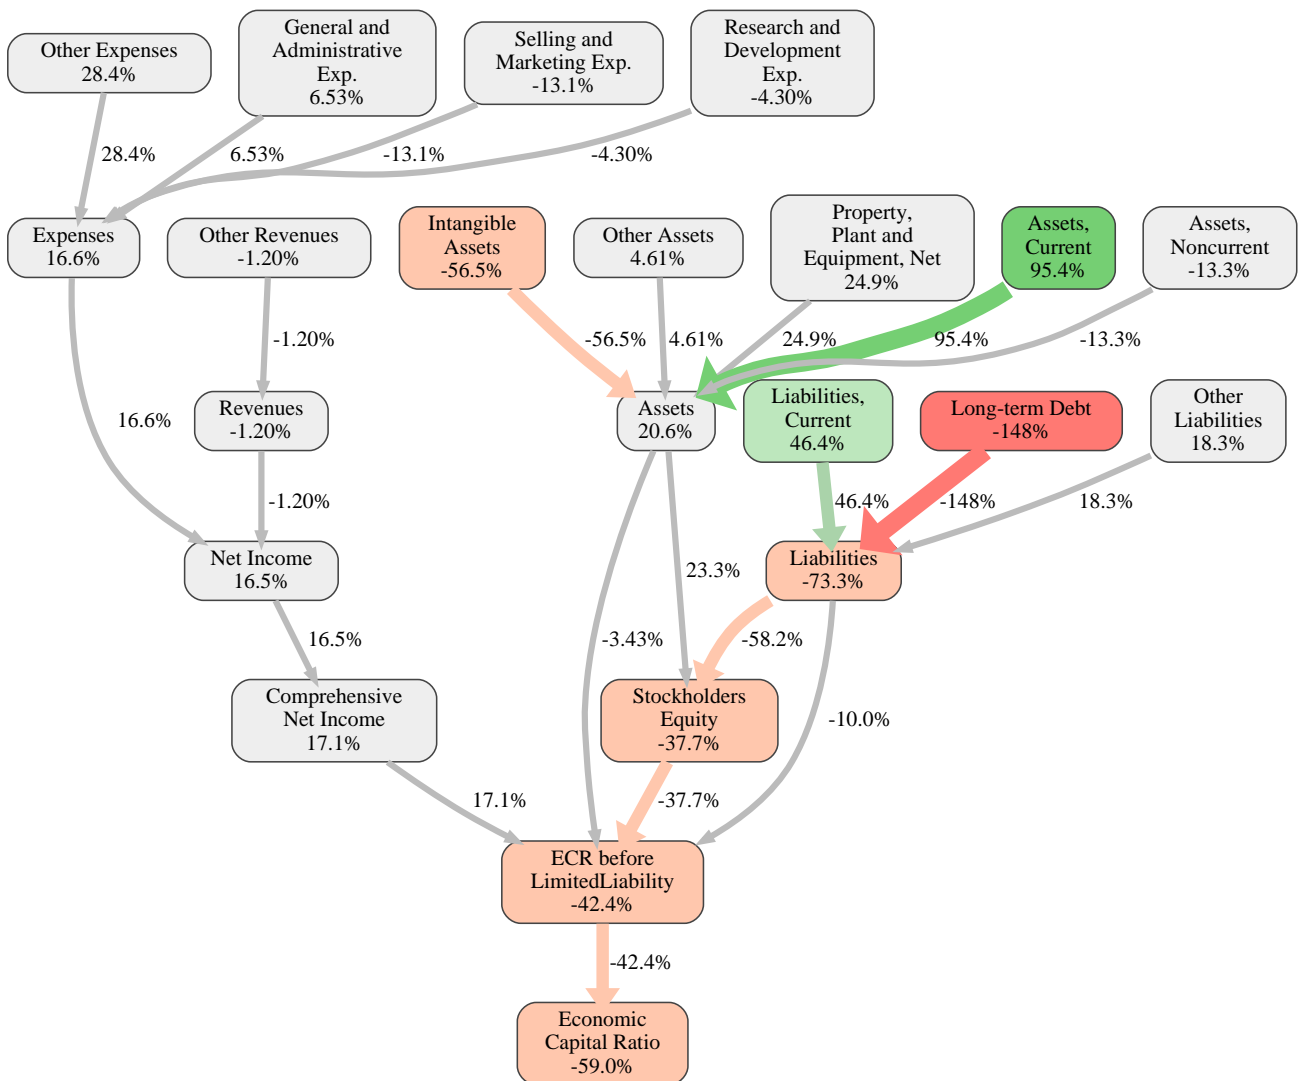 Other Expenses
28.4%
General and
Administrative
Exp.
6.53%
Selling and
Marketing Exp.
-13.1%
Research and
Development
Exp.
-4.30%
28.4%
6.53%
-13.1%
-4.30%
Expenses
16.6%
Other Revenues
-1.20%
Intangible
Assets
-56.5%
Other Assets
4.61%
Property,
Plant and
Equipment, Net
24.9%
Assets,
Current
95.4%
Assets,
Noncurrent
-13.3%
-1.20%
-56.5%
4.61%
24.9%
95.4%
-13.3%
16.6%
Revenues
-1.20%
Assets
20.6%
Liabilities,
Current
46.4%
Long-term Debt
-148%
Other
Liabilities
18.3%
-1.20%
46.4%
-148%
18.3%
Net Income
16.5%
23.3%
Liabilities
-73.3%
16.5%
-3.43%
-58.2%
Comprehensive
Net Income
17.1%
Stockholders
Equity
-37.7%
-10.0%
17.1%
-37.7%
ECR before
LimitedLiability
-42.4%
-42.4%
Economic
Capital Ratio
-59.0%